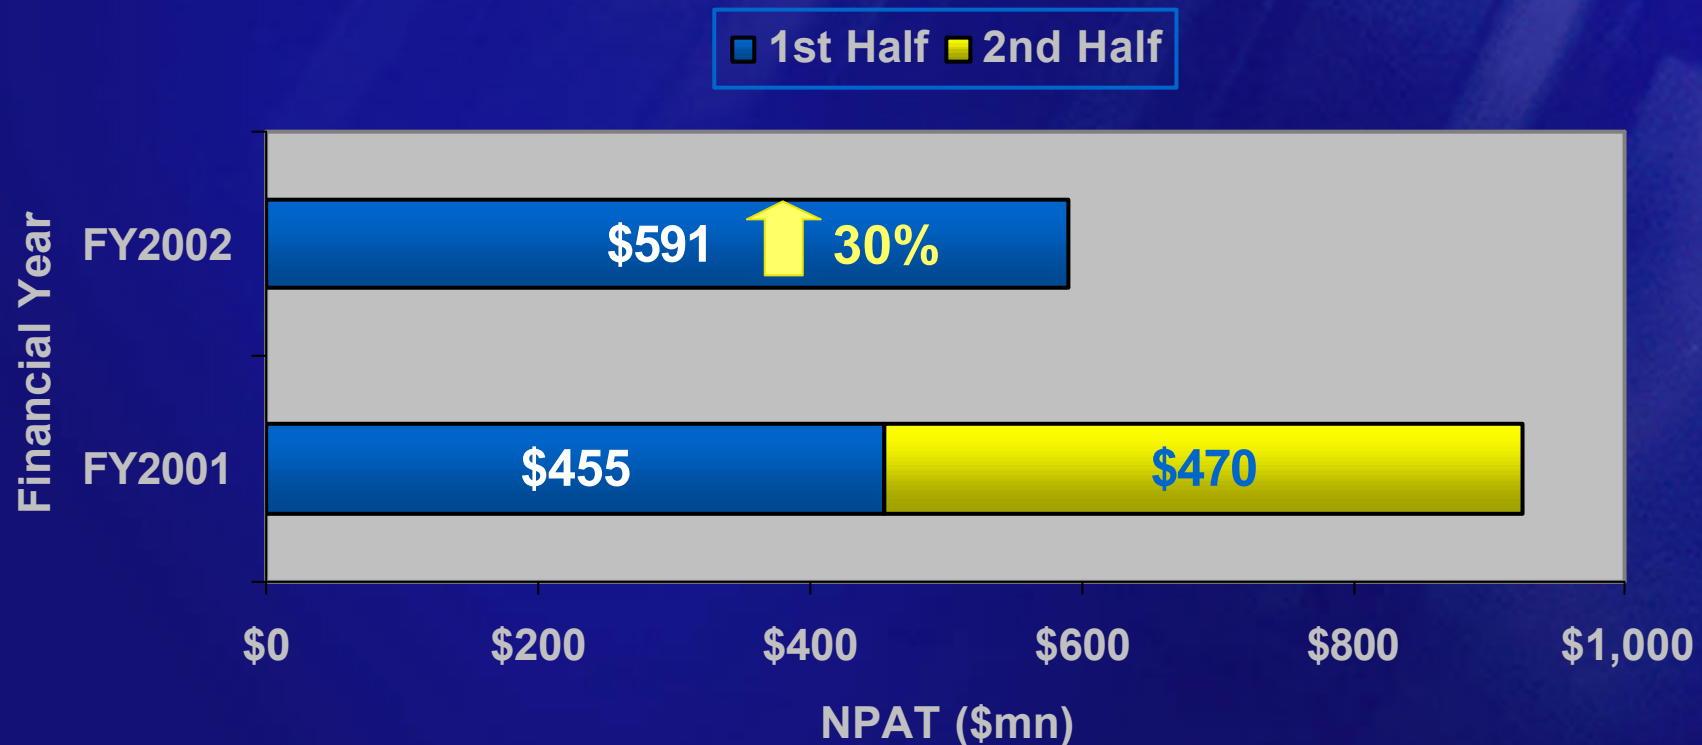 1st Half 2nd Half
Financial Year
FY2002
$591 30%
FY2001
$455 $470
$0 $200 $400 $600 $800 $1,000
NPAT ($mn)